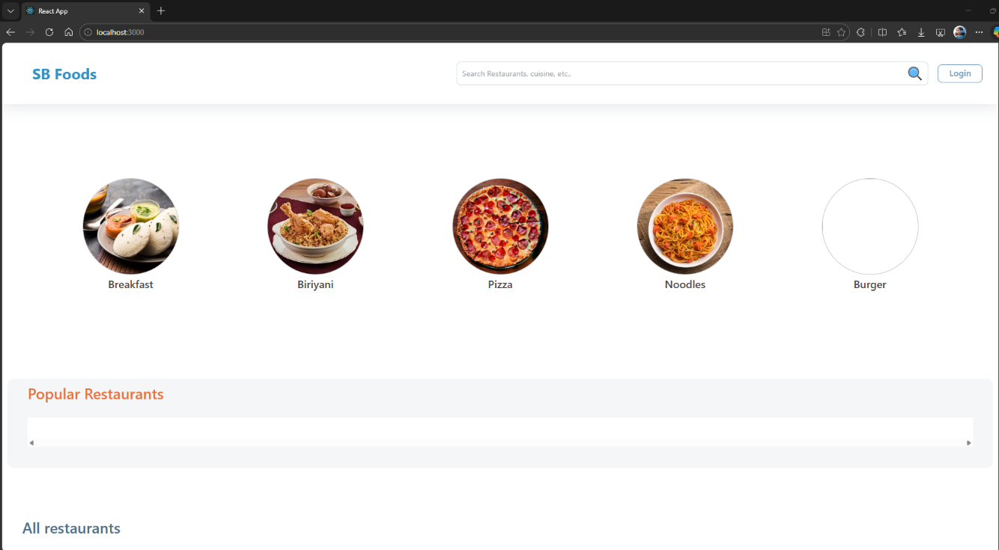 React App
localhost:3000
SB Foods
Search Restaurants, cuisine, etc.,
Login
Breakfast
Biriyani
Pizza
Noodles
Burger
Popular Restaurants
All restaurants